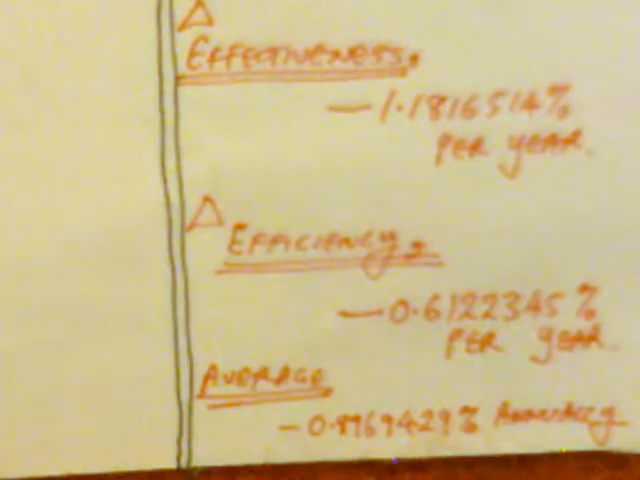 Δ
EFFECTIVENESS.
— 1.1816514%
PER YEAR.
Δ
EFFICIENCY.
— 0.6122345%
PER YEAR.
AVERAGE
- 0.8969429% ANNUALLY